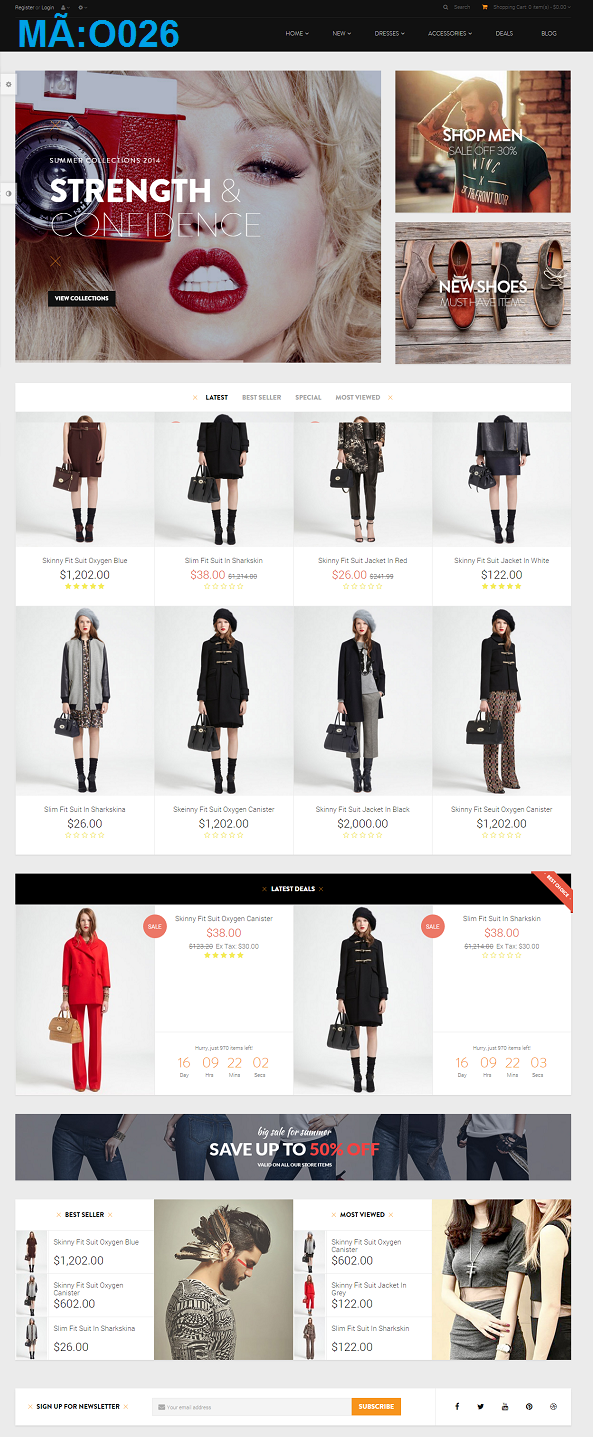 Register or Login
Search
Shopping Cart: 0 item(s) - $0.00
MÃ:O026
HOME
NEW
DRESSES
ACCESSORIES
DEALS
BLOG
SUMMER COLLECTIONS 2014
STRENGTH &
CONFIDENCE
VIEW COLLECTIONS
SHOP MEN
SALE OFF 30%
NEW SHOES
MUST HAVE ITEMS
LATEST
BEST SELLER
SPECIAL
MOST VIEWED
Skinny Fit Suit Oxygen Blue
$1,202.00
Slim Fit Suit In Sharkskin
$38.00 $1,214.00
Skinny Fit Suit Jacket In Red
$26.00 $241.99
Skinny Fit Suit Jacket In White
$122.00
Slim Fit Suit In Sharkskina
$26.00
Skeinny Fit Suit Oxygen Canister
$1,202.00
Skinny Fit Suit Jacket In Black
$2,000.00
Skinny Fit Seuit Oxygen Canister
$1,202.00
LATEST DEALS
BEST CHOICE
SALE
Skinny Fit Suit Oxygen Canister
$38.00
$123.20 Ex Tax: $30.00
Hurry, just 970 items left!
16 09 22 02
Day Hrs Mins Secs
SALE
Slim Fit Suit In Sharkskin
$38.00
$1,214.00 Ex Tax: $30.00
Hurry, just 970 items left!
16 09 22 03
Day Hrs Mins Secs
big sale for summer
SAVE UP TO 50% OFF
VALID ON ALL OUR STORE ITEMS
BEST SELLER
Skinny Fit Suit Oxygen Blue
$1,202.00
Skinny Fit Suit Oxygen
Canister
$602.00
Slim Fit Suit In Sharkskina
$26.00
MOST VIEWED
Skinny Fit Suit Oxygen
Canister
$602.00
Skinny Fit Suit Jacket In
Grey
$122.00
Slim Fit Suit In Sharkskin
$122.00
SIGN UP FOR NEWSLETTER
Your email address
SUBSCRIBE